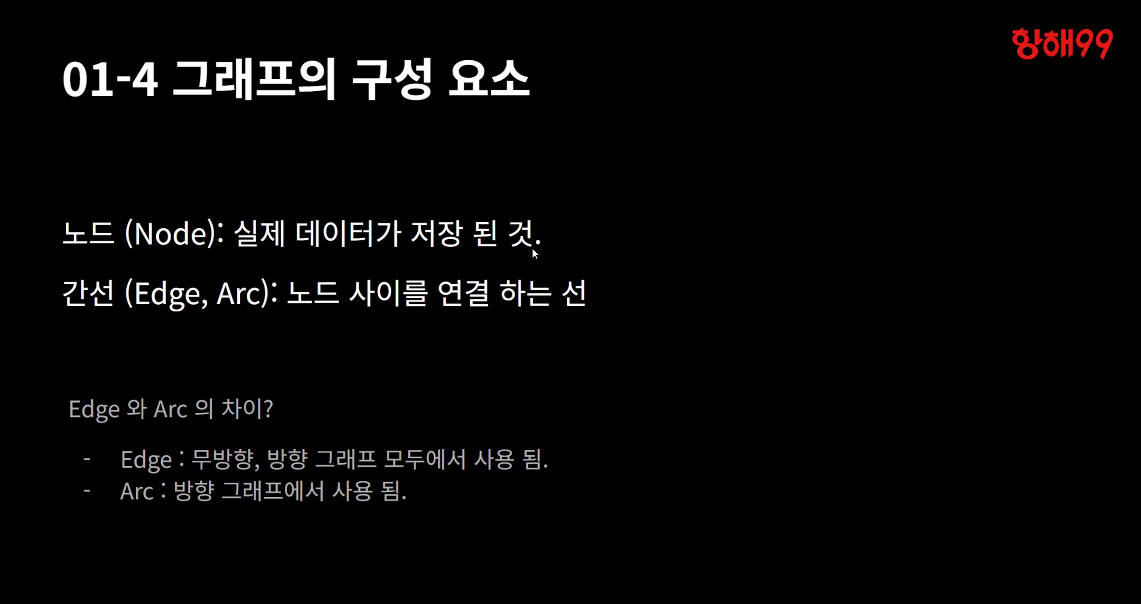 항해99
01-4 그래프의 구성 요소
노드 (Node): 실제 데이터가 저장 된 것.
간선 (Edge, Arc): 노드 사이를 연결 하는 선
Edge 와 Arc 의 차이?
- Edge : 무방향, 방향 그래프 모두에서 사용 됨.
- Arc : 방향 그래프에서 사용 됨.